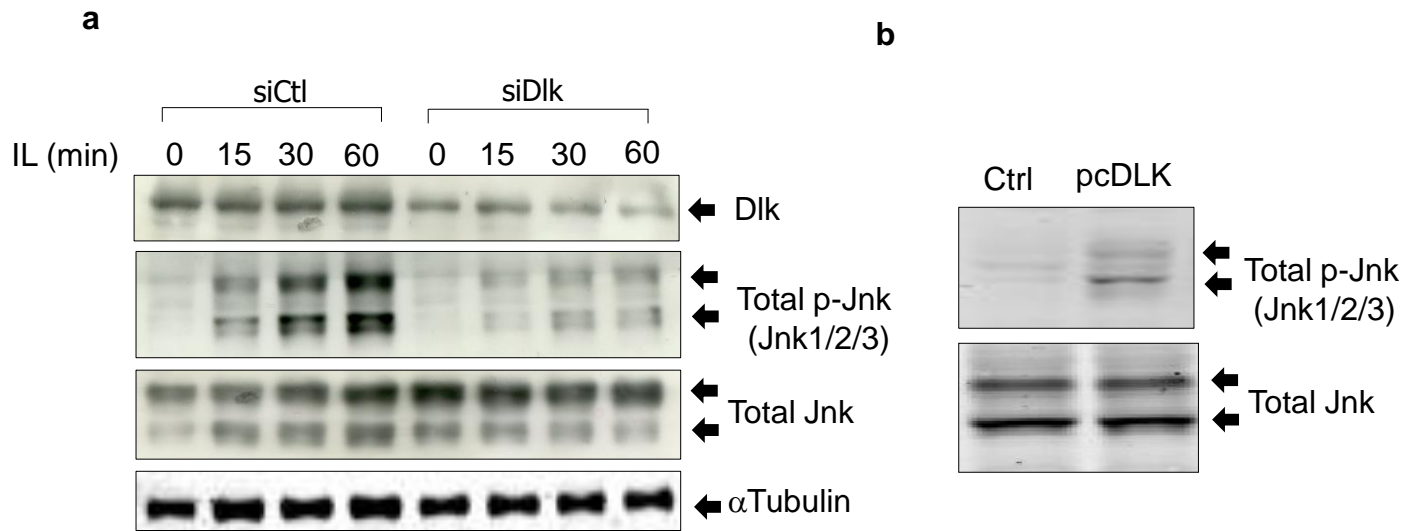 a
b
siCtl siDlk
IL (min) 0 15 30 60 0 15 30 60
Dlk
Total p-Jnk
(Jnk1/2/3)
Total Jnk
αTubulin
Ctrl pcDLK
Total p-Jnk
(Jnk1/2/3)
Total Jnk